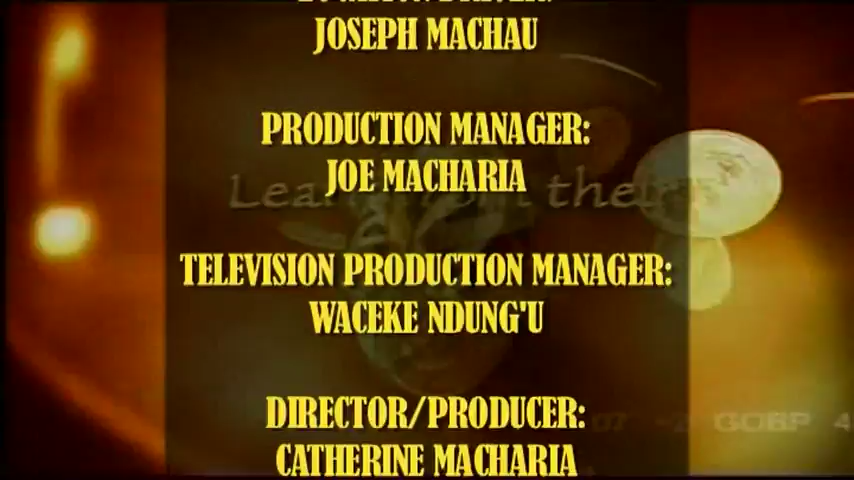 JOSEPH MACHAU
PRODUCTION MANAGER:
JOE MACHARIA
TELEVISION PRODUCTION MANAGER:
WACEKE NDUNG'U
DIRECTOR/PRODUCER:
CATHERINE MACHARIA